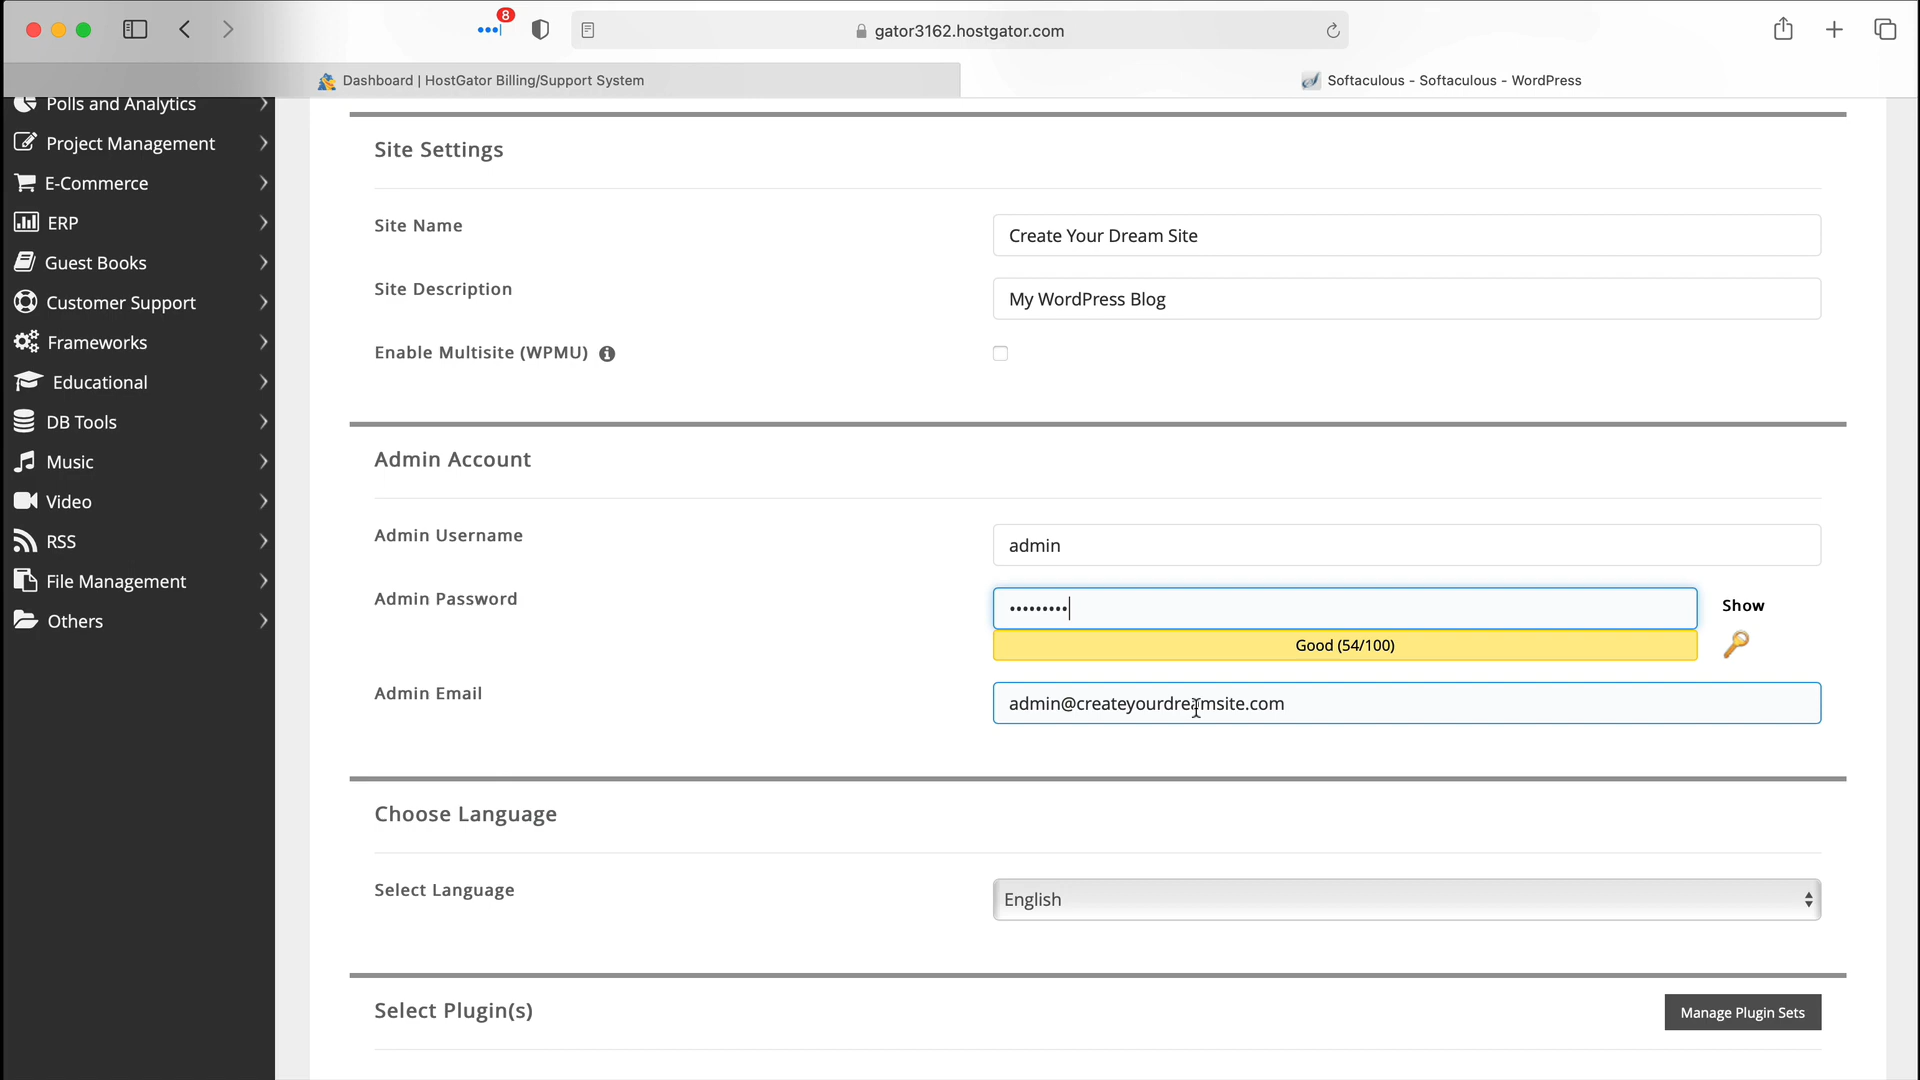 8
gator3162.hostgator.com
Dashboard | HostGator Billing/Support System
Softaculous - Softaculous - WordPress
Polls and Analytics
Project Management
E-Commerce
ERP
Guest Books
Customer Support
Frameworks
Educational
DB Tools
Music
Video
RSS
File Management
Others
Site Settings
Site Name
Create Your Dream Site
Site Description
My WordPress Blog
Enable Multisite (WPMU)
Admin Account
Admin Username
admin
Admin Password
•••••••••
Show
Good (54/100)
Admin Email
admin@createyourdreamsite.com
Choose Language
Select Language
English
Select Plugin(s)
Manage Plugin Sets